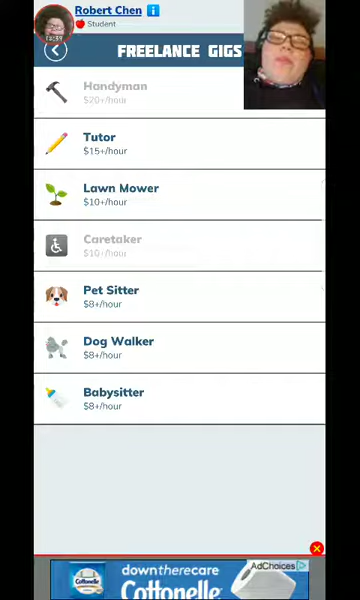 Robert Chen i
Student
FREELANCE GIGS
Handyman
$20+/hour
Tutor
$15+/hour
Lawn Mower
$10+/hour
Caretaker
$10+/hour
Pet Sitter
$8+/hour
Dog Walker
$8+/hour
Babysitter
$8+/hour
AdChoices
downtherecare
Cottonelle
Cottonelle